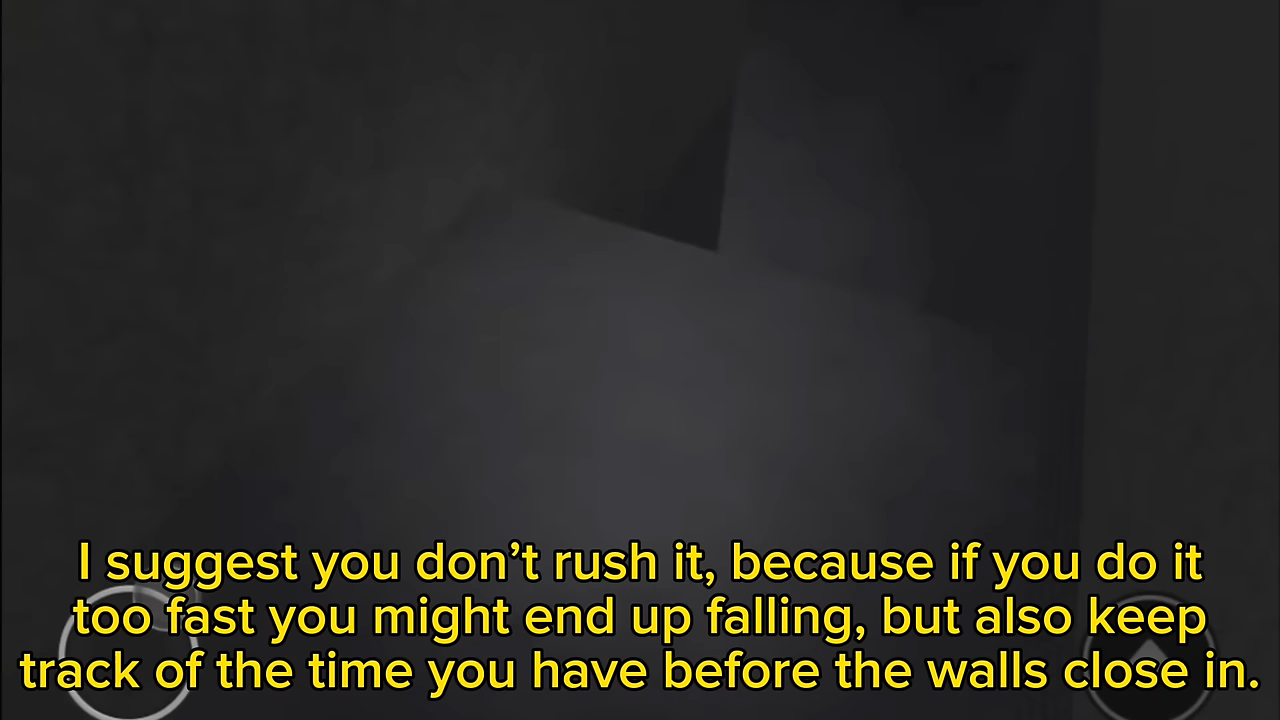 I suggest you don’t rush it, because if you do it
too fast you might end up falling, but also keep
track of the time you have before the walls close in.